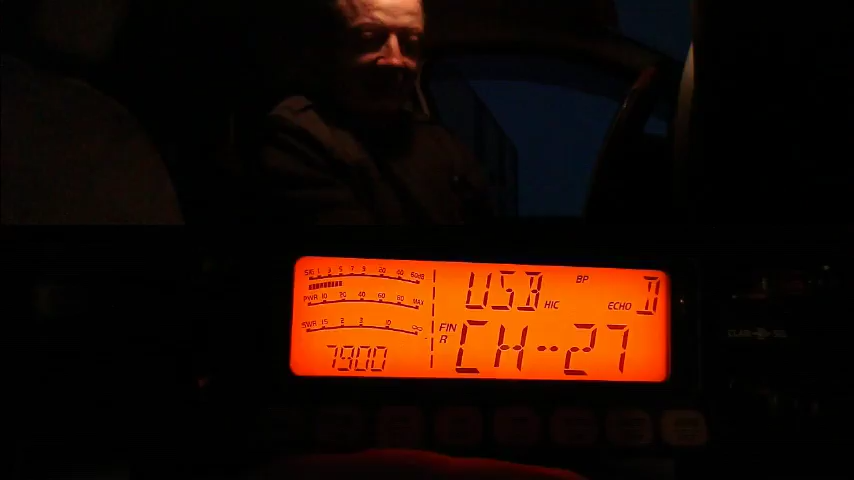 SIG 1 3 5 7 9 20 40 60dB
PWR 10 20 40 60 80 MAX
SWR 1.5 2 3 10 ∞
7900
USB HIC BP ECHO D
FIN R CH--27